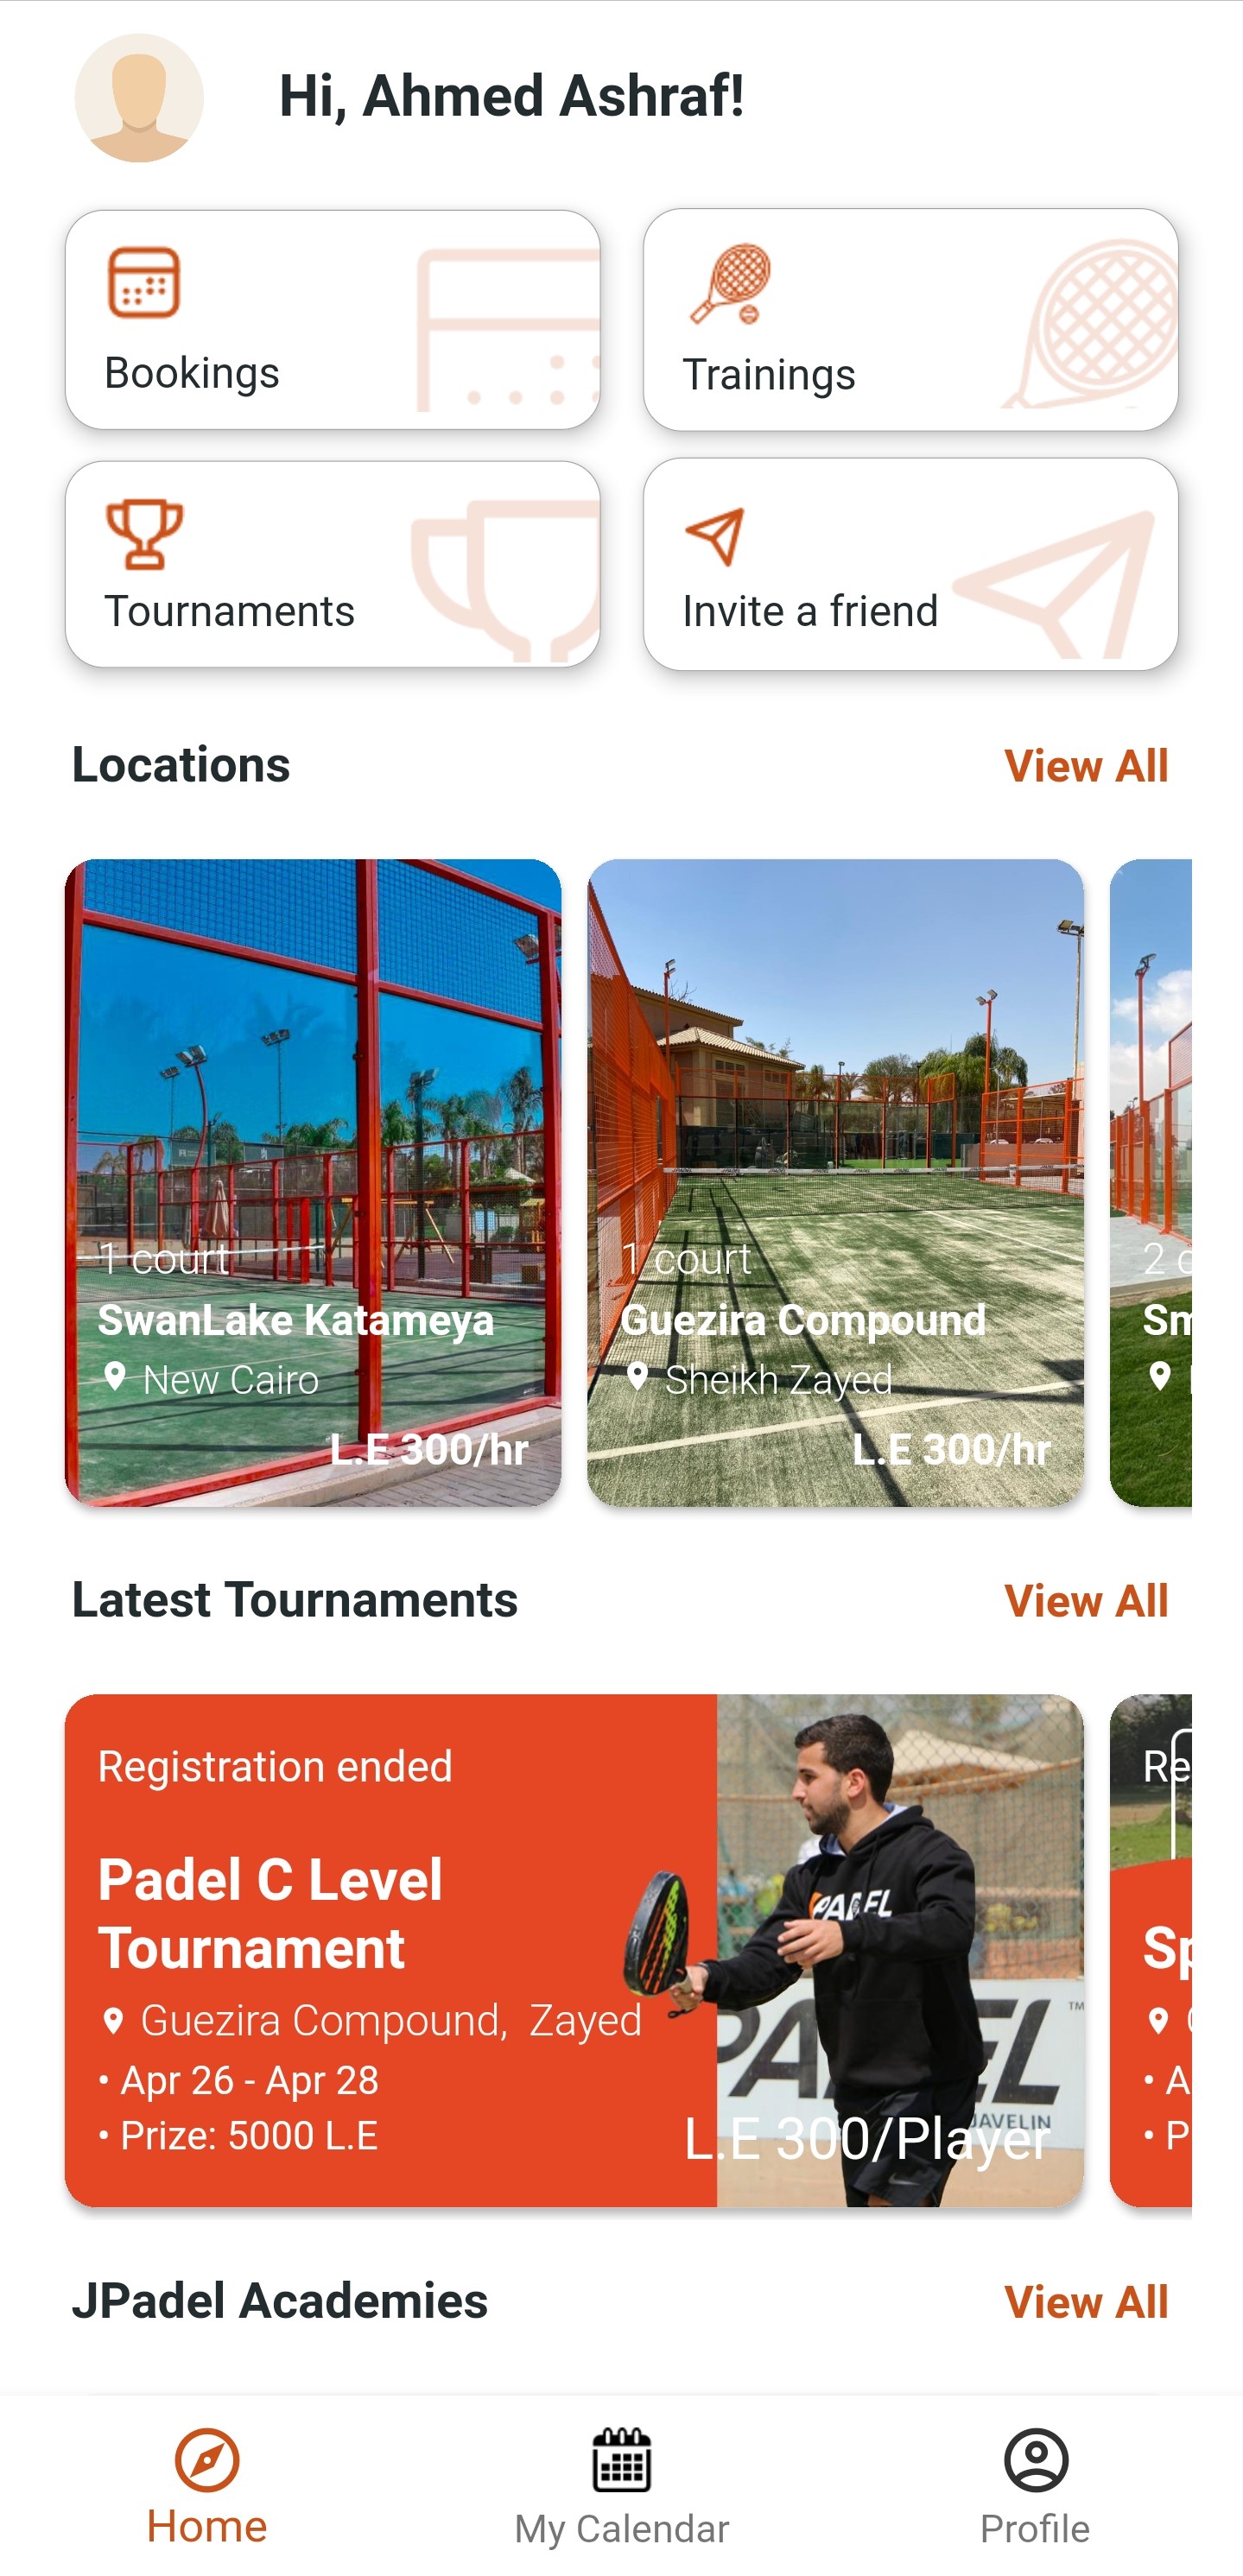 Hi, Ahmed Ashraf!
Bookings
Trainings
Tournaments
Invite a friend
Locations
View All
1 court
SwanLake Katameya
New Cairo
L.E 300/hr
1 court
Guezira Compound
Sheikh Zayed
L.E 300/hr
2 c
Sm
Latest Tournaments
View All
Registration ended
Padel C Level
Tournament
Guezira Compound, Zayed
• Apr 26 - Apr 28
• Prize: 5000 L.E
L.E 300/Player
PADEL
PADEL
TM
JAVELIN
Re
Sp
• A
• P
JPadel Academies
View All
Home
My Calendar
Profile